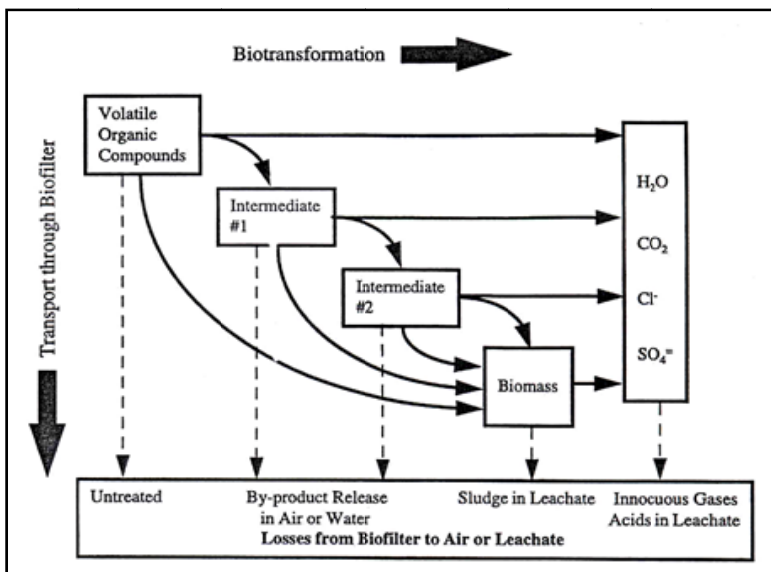 Biotransformation
Volatile
Organic
Compounds
Transport through Biofilter
Intermediate
#1
Intermediate
#2
Biomass
H₂O
CO₂
Cl⁻
SO₄⁼
Untreated
By-product Release
in Air or Water
Sludge in Leachate
Innocuous Gases
Acids in Leachate
Losses from Biofilter to Air or Leachate